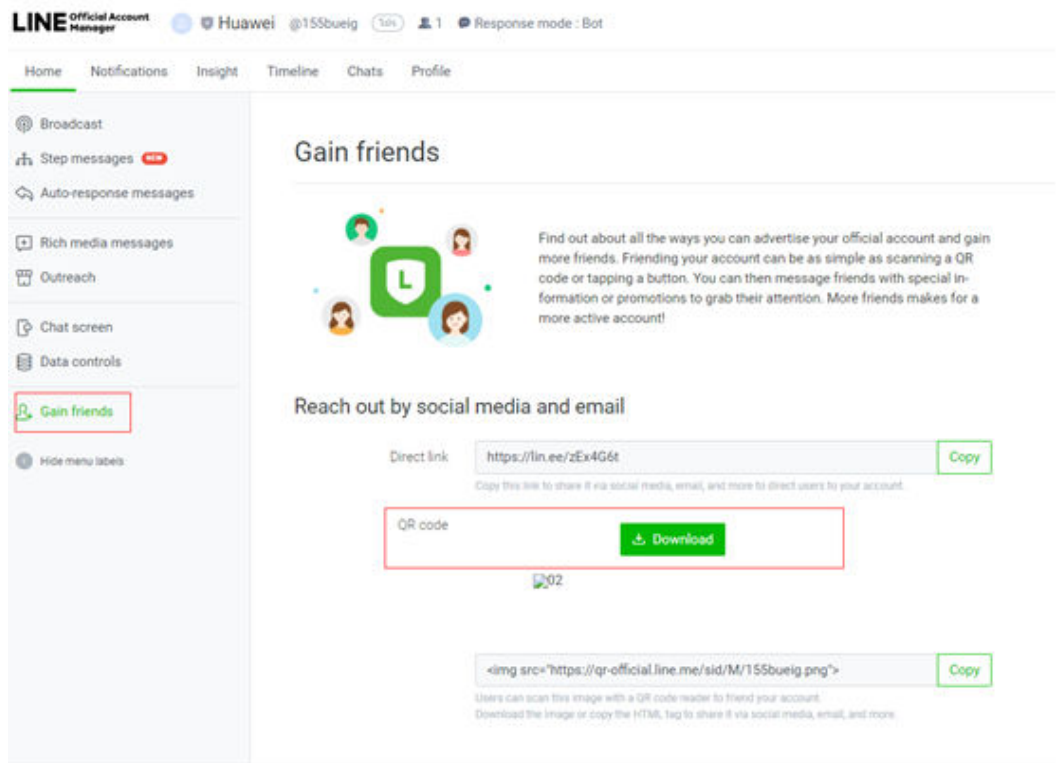 LINE Official Account Manager
Huawei @155bueig 1 Response mode : Bot
Home Notifications Insight Timeline Chats Profile
Broadcast
Step messages NEW
Auto-response messages
Rich media messages
Outreach
Chat screen
Data controls
Gain friends
Hide menu labels
Gain friends
L
Find out about all the ways you can advertise your official account and gain
more friends. Friending your account can be as simple as scanning a QR
code or tapping a button. You can then message friends with special in-
formation or promotions to grab their attention. More friends makes for a
more active account!
Reach out by social media and email
Direct link https://lin.ee/zEx4G6t Copy
Copy this link to share it via social media, email, and more to direct users to your account.
QR code Download
02
<img src="https://qr-official.line.me/sid/M/155bueig.png"> Copy
Users can scan this image with a QR code reader to friend your account.
Download the image or copy the HTML tag to share it via social media, email, and more.